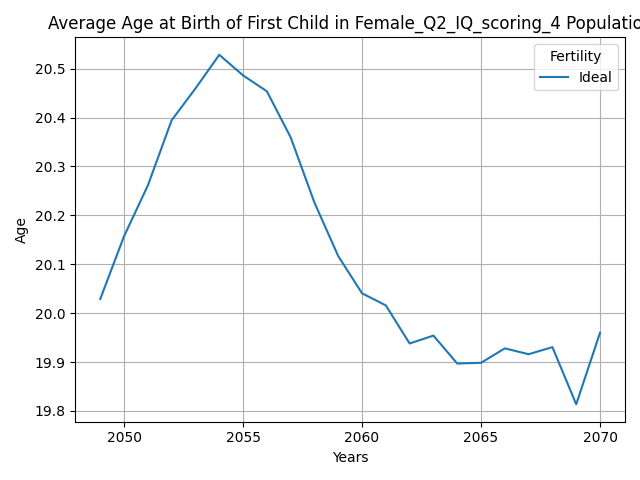 Average Age at Birth of First Child in Female_Q2_IQ_scoring_4 Populatio
Fertility
Ideal
20.5
20.4
20.3
20.2
20.1
20.0
19.9
19.8
Age
2050 2055 2060 2065 2070
Years